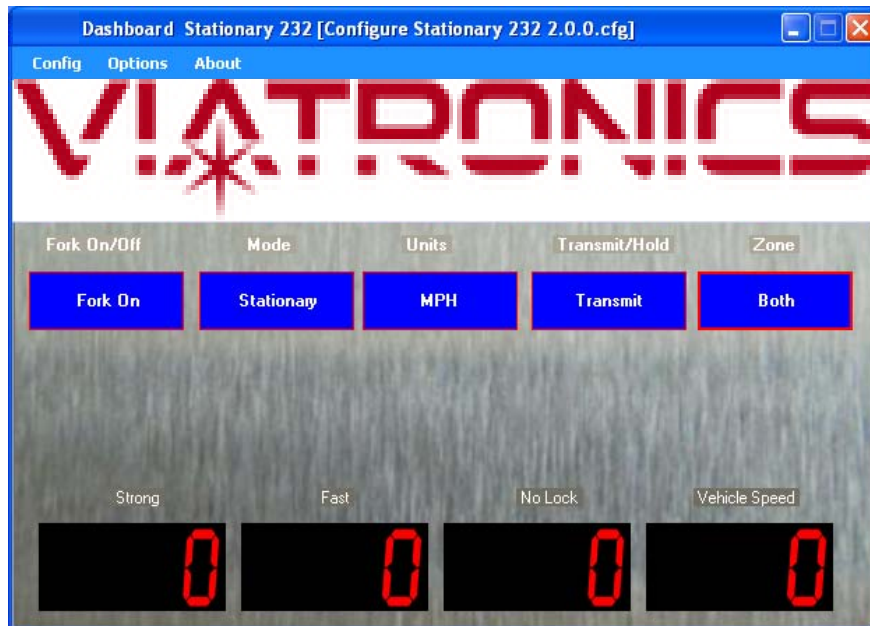 Dashboard Stationary 232 [Configure Stationary 232 2.0.0.cfg]
Config Options About
VIATRONICS
Fork On/Off Mode Units Transmit/Hold Zone
Fork On Stationary MPH Transmit Both
Strong Fast No Lock Vehicle Speed
0 0 0 0